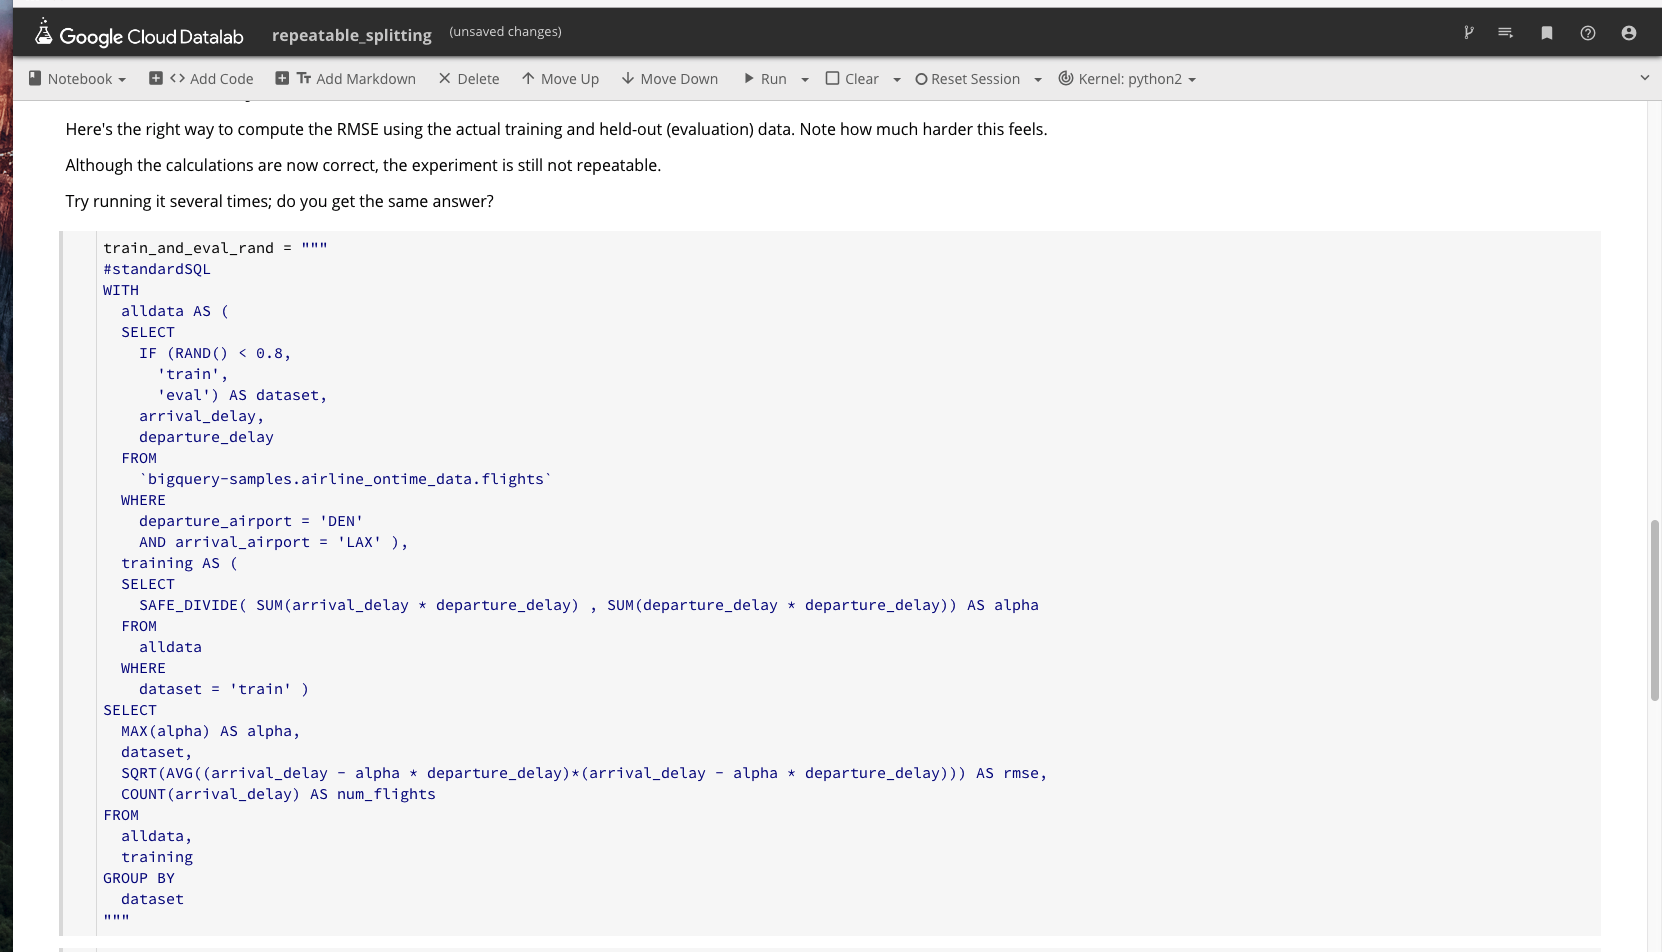 Google Cloud Datalab repeatable_splitting (unsaved changes)
Notebook Add Code Tr Add Markdown Delete Move Up Move Down Run Clear Reset Session Kernel: python2
Here's the right way to compute the RMSE using the actual training and held-out (evaluation) data. Note how much harder this feels.
Although the calculations are now correct, the experiment is still not repeatable.
Try running it several times; do you get the same answer?
train_and_eval_rand = """
#standardSQL
WITH
  alldata AS (
  SELECT
    IF (RAND() < 0.8,
      'train',
      'eval') AS dataset,
    arrival_delay,
    departure_delay
  FROM
    `bigquery-samples.airline_ontime_data.flights`
  WHERE
    departure_airport = 'DEN'
    AND arrival_airport = 'LAX' ),
  training AS (
  SELECT
    SAFE_DIVIDE( SUM(arrival_delay * departure_delay) , SUM(departure_delay * departure_delay)) AS alpha
  FROM
    alldata
  WHERE
    dataset = 'train' )
SELECT
  MAX(alpha) AS alpha,
  dataset,
  SQRT(AVG((arrival_delay - alpha * departure_delay)*(arrival_delay - alpha * departure_delay))) AS rmse,
  COUNT(arrival_delay) AS num_flights
FROM
  alldata,
  training
GROUP BY
  dataset
"""